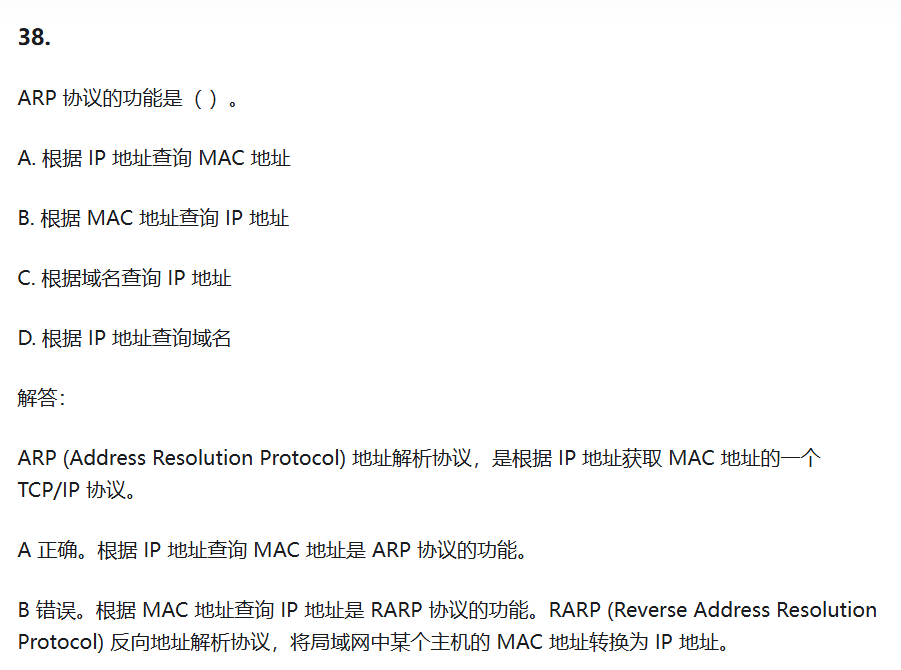 38.
ARP 协议的功能是（ ）。
A. 根据 IP 地址查询 MAC 地址
B. 根据 MAC 地址查询 IP 地址
C. 根据域名查询 IP 地址
D. 根据 IP 地址查询域名
解答：
ARP (Address Resolution Protocol) 地址解析协议，是根据 IP 地址获取 MAC 地址的一个
TCP/IP 协议。
A 正确。根据 IP 地址查询 MAC 地址是 ARP 协议的功能。
B 错误。根据 MAC 地址查询 IP 地址是 RARP 协议的功能。RARP (Reverse Address Resolution
Protocol) 反向地址解析协议，将局域网中某个主机的 MAC 地址转换为 IP 地址。